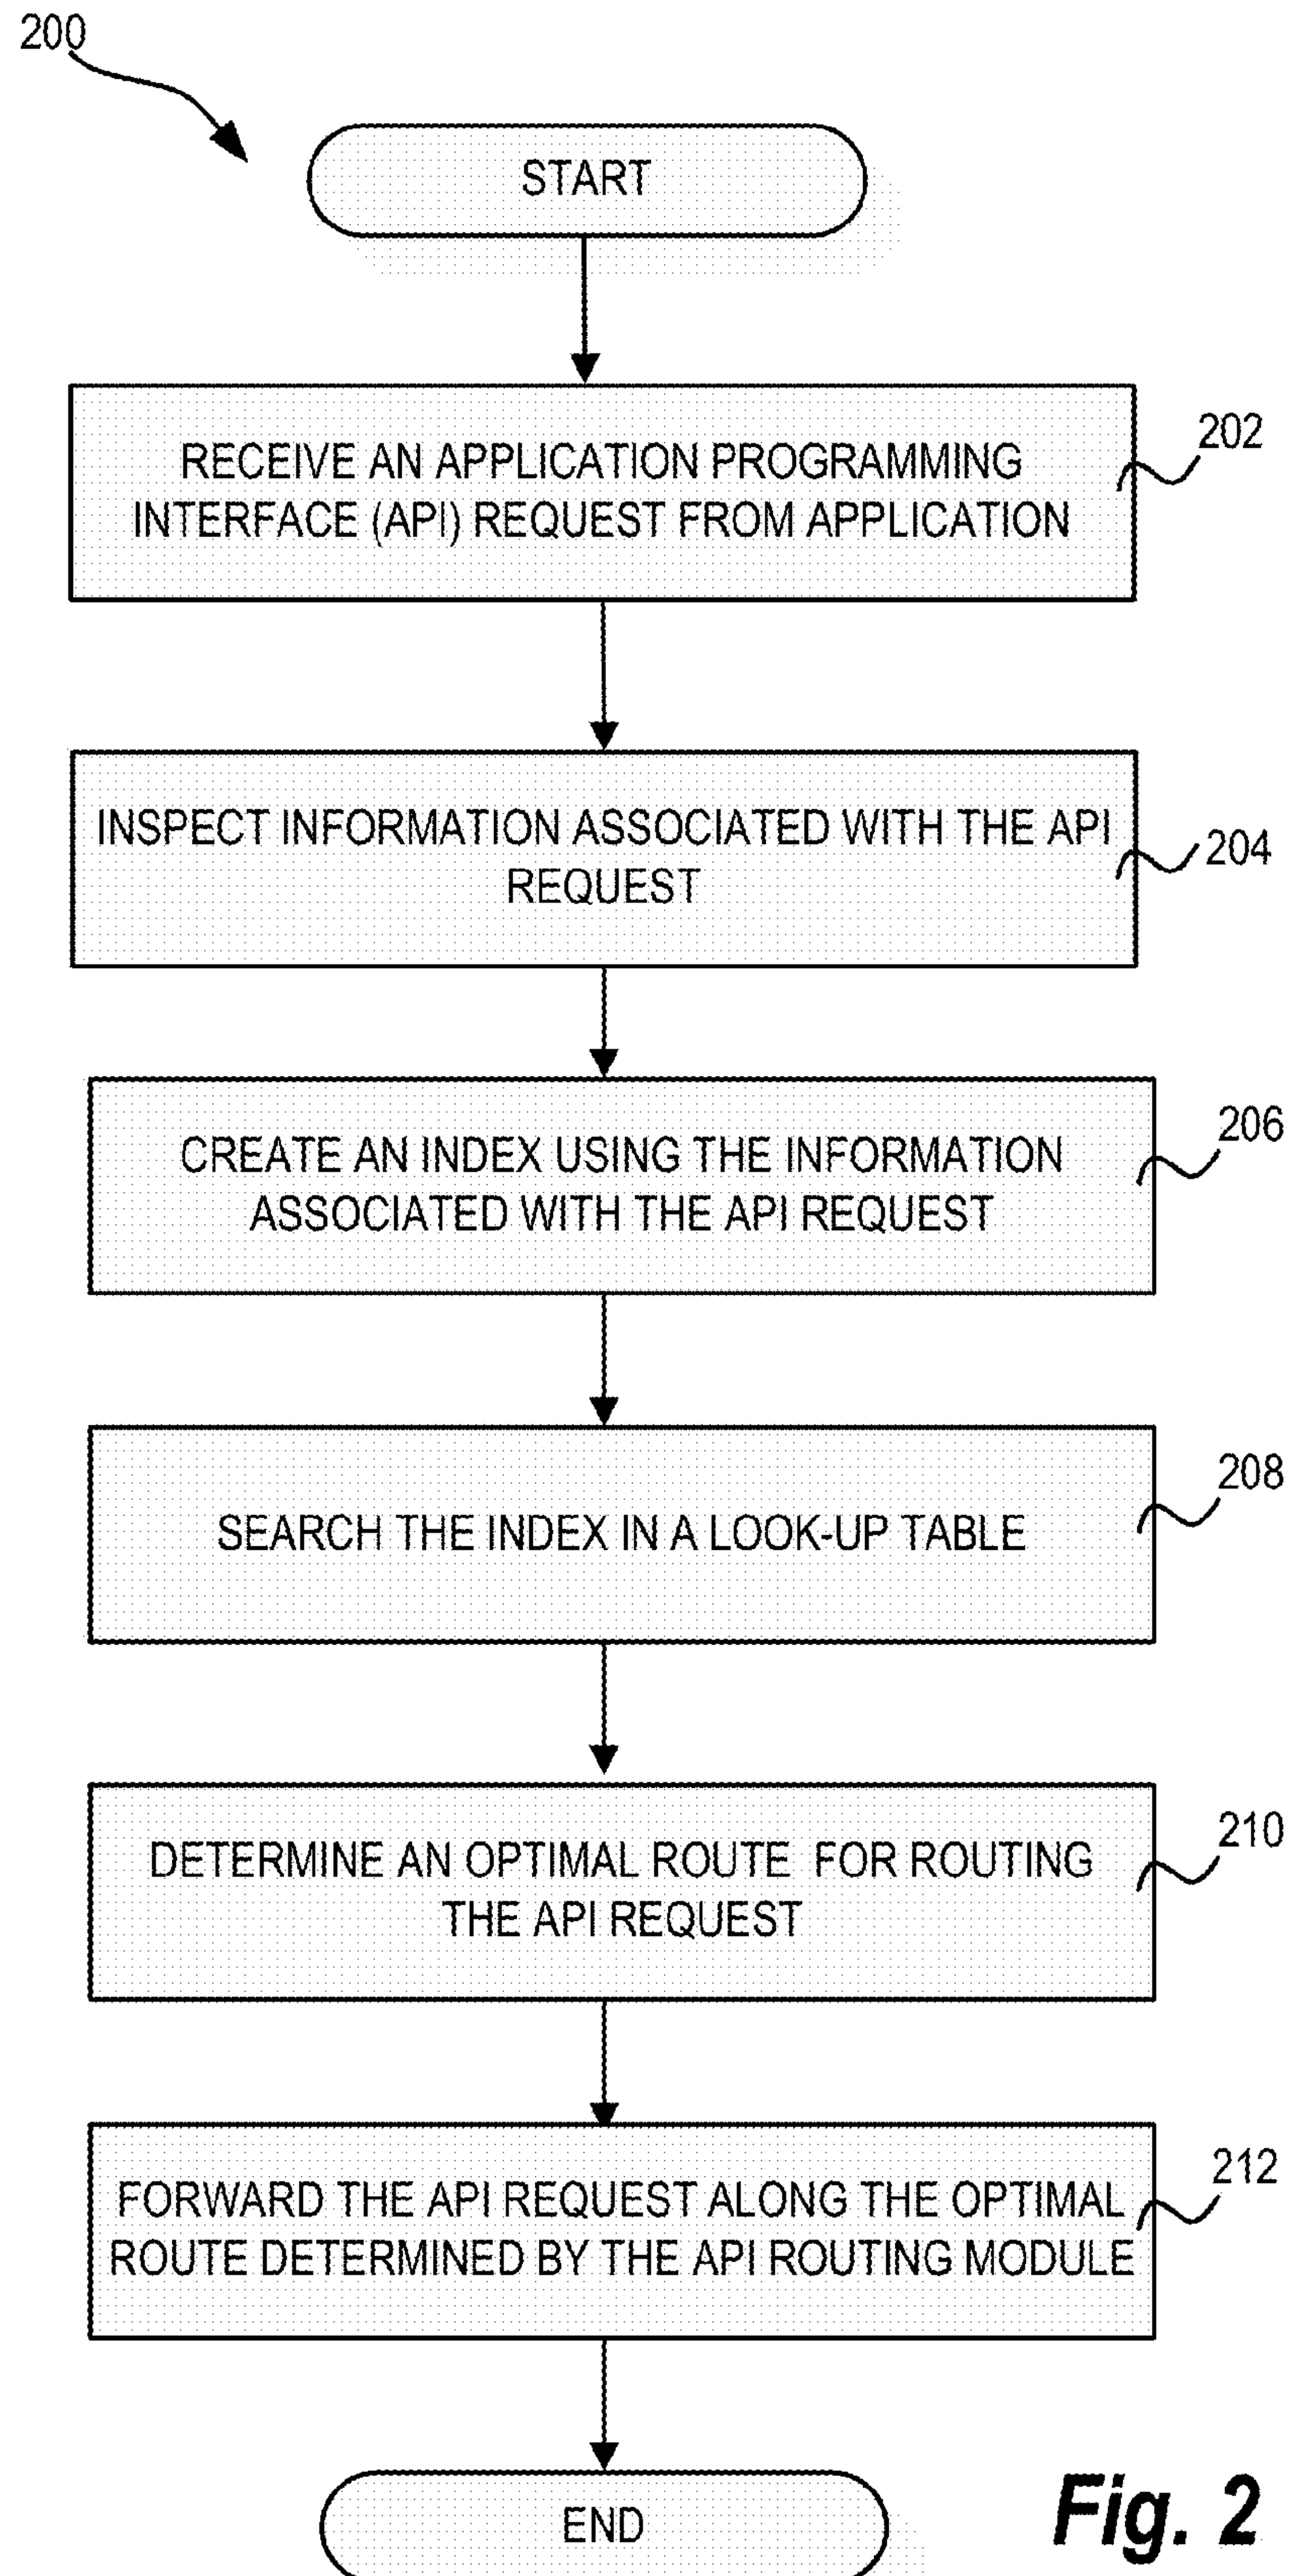 200
START
RECEIVE AN APPLICATION PROGRAMMING
INTERFACE (API) REQUEST FROM APPLICATION
202
INSPECT INFORMATION ASSOCIATED WITH THE API
REQUEST
204
CREATE AN INDEX USING THE INFORMATION
ASSOCIATED WITH THE API REQUEST
206
SEARCH THE INDEX IN A LOOK-UP TABLE
208
DETERMINE AN OPTIMAL ROUTE FOR ROUTING
THE API REQUEST
210
FORWARD THE API REQUEST ALONG THE OPTIMAL
ROUTE DETERMINED BY THE API ROUTING MODULE
212
END
Fig. 2